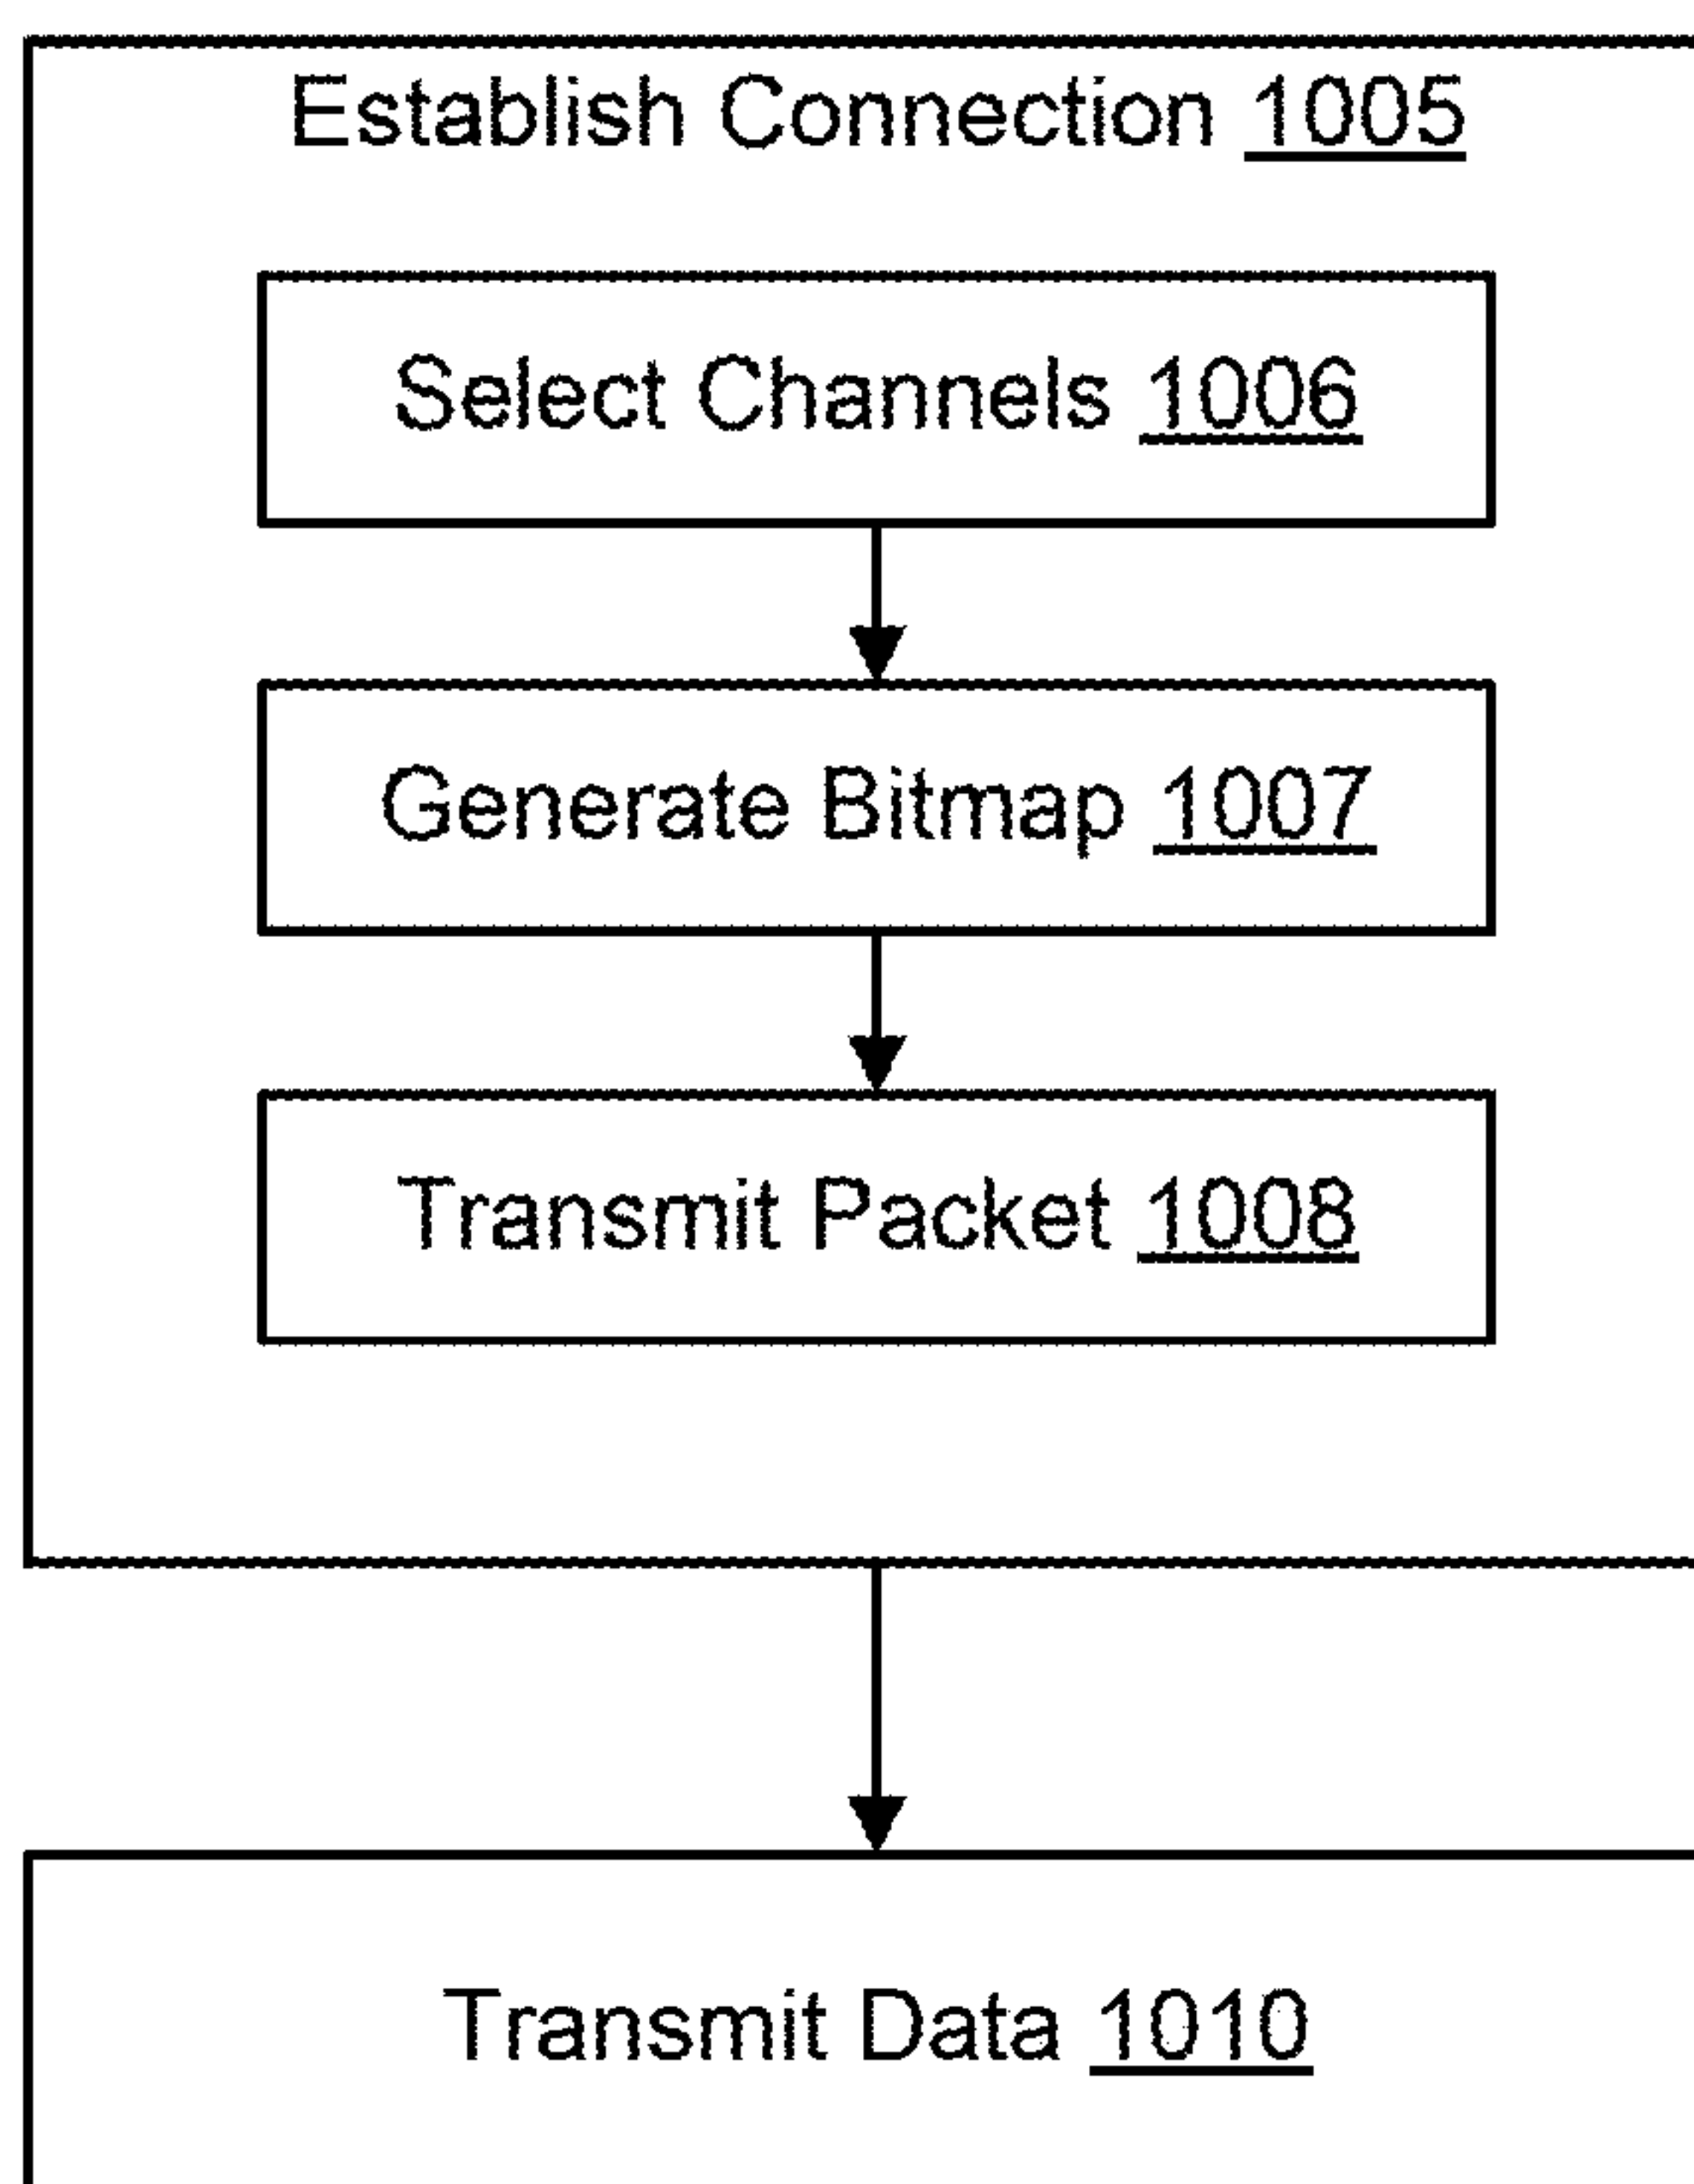 Establish Connection 1005
Select Channels 1006
Generate Bitmap 1007
Transmit Packet 1008
Transmit Data 1010